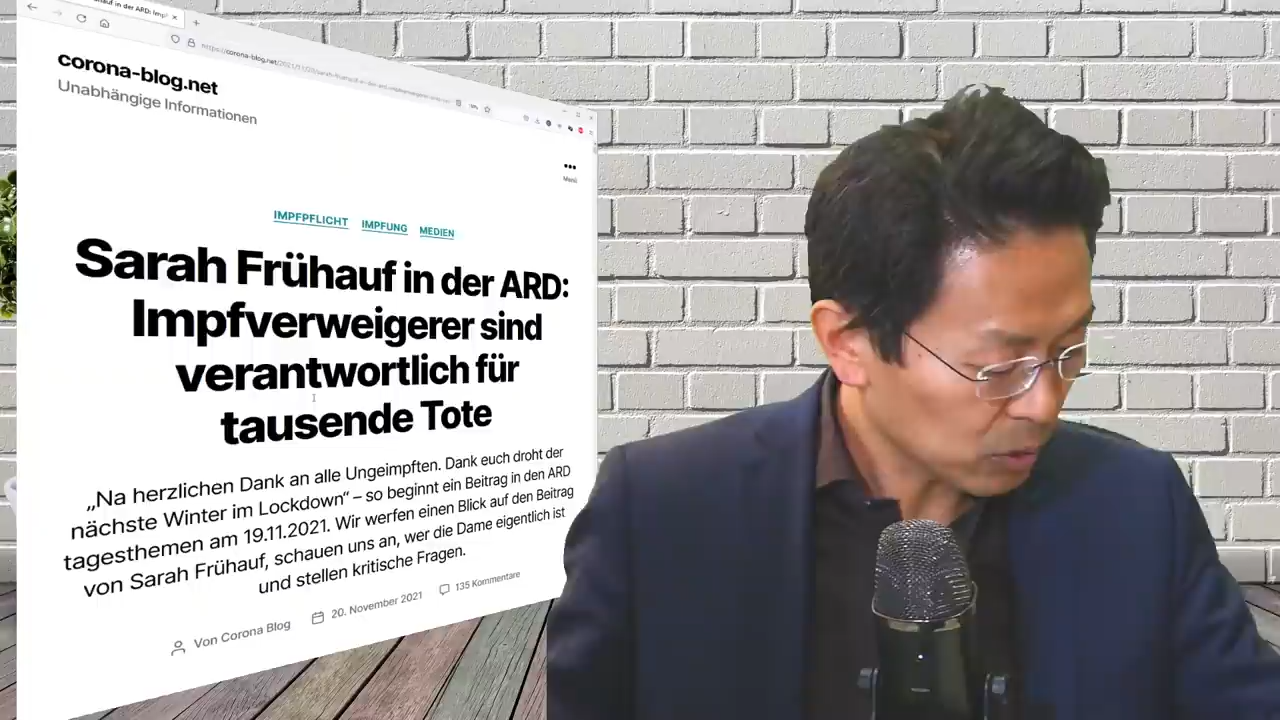 corona-blog.net
Unabhängige Informationen
Menü
IMPFPFLICHT IMPFUNG MEDIEN
Sarah Frühauf in der ARD:
Impfverweigerer sind
verantwortlich für
tausende Tote
„Na herzlichen Dank an alle Ungeimpften. Dank euch droht der
nächste Winter im Lockdown“ – so beginnt ein Beitrag in den ARD
tagesthemen am 19.11.2021. Wir werfen einen Blick auf den Beitrag
von Sarah Frühauf, schauen uns an, wer die Dame eigentlich ist
und stellen kritische Fragen.
Von Corona Blog 20. November 2021 135 Kommentare